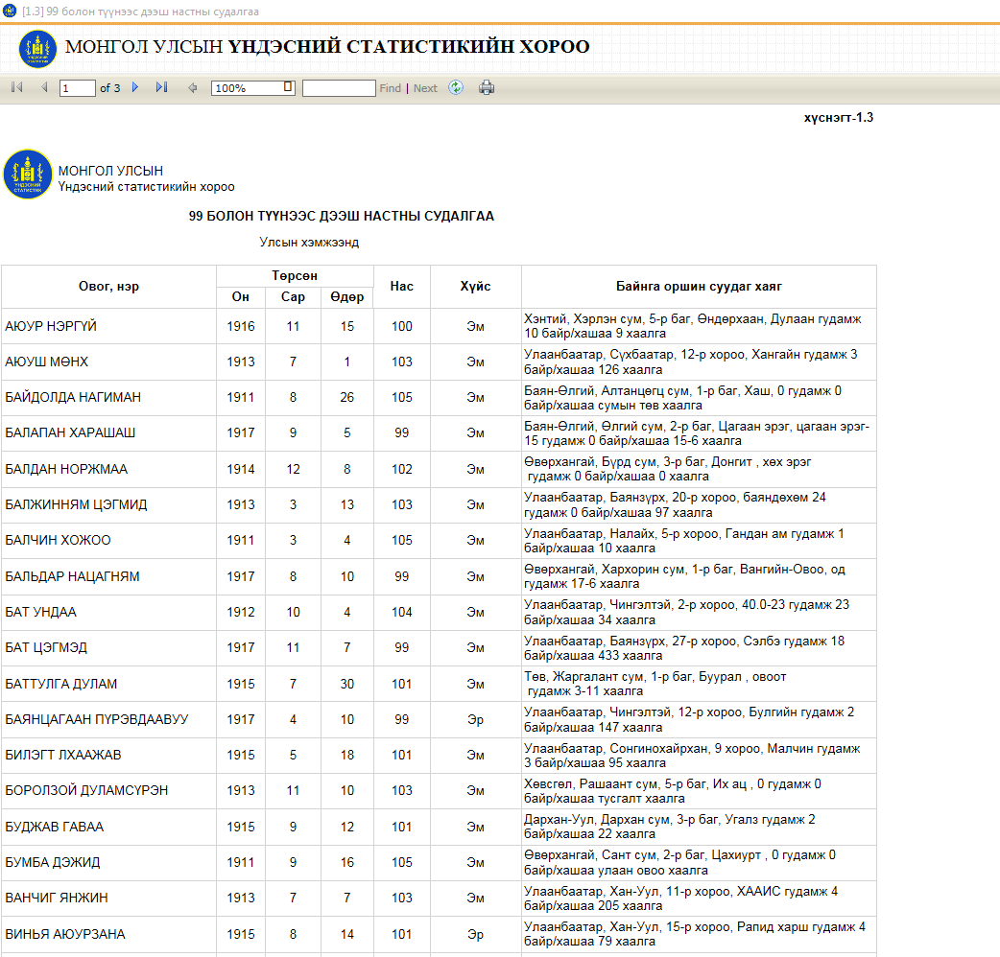 [1.3] 99 болон түүнээс дээш настны судалгаа
МОНГОЛ УЛСЫН ҮНДЭСНИЙ СТАТИСТИКИЙН ХОРОО
1 of 3 100% Find | Next
хүснэгт-1.3
МОНГОЛ УЛСЫН
Үндэсний статистикийн хороо
ҮНДЭСНИЙ
СТАТИСТИК
99 БОЛОН ТҮҮНЭЭС ДЭЭШ НАСТНЫ СУДАЛГАА
Улсын хэмжээнд
Овог, нэр Төрсөн Нас Хүйс Байнга оршин суудаг хаяг
Он Сар Өдөр
АЮУР НЭРГҮЙ 1916 11 15 100 Эм Хэнтий, Хэрлэн сум, 5-р баг, Өндөрхаан, Дулаан гудамж
10 байр/хашаа 9 хаалга
АЮУШ МӨНХ 1913 7 1 103 Эм Улаанбаатар, Сүхбаатар, 12-р хороо, Хангайн гудамж 3
байр/хашаа 126 хаалга
БАЙДОЛДА НАГИМАН 1911 8 26 105 Эм Баян-Өлгий, Алтанцөгц сум, 1-р баг, Хаш, 0 гудамж 0
байр/хашаа сумын төв хаалга
БАЛАПАН ХАРАШАШ 1917 9 5 99 Эм Баян-Өлгий, Өлгий сум, 2-р баг, Цагаан эрэг, цагаан эрэг-
15 гудамж 0 байр/хашаа 15-6 хаалга
БАЛДАН НОРЖМАА 1914 12 8 102 Эм Өвөрхангай, Бүрд сум, 3-р баг, Донгит , хөх эрэг
гудамж 0 байр/хашаа 0 хаалга
БАЛЖИННЯМ ЦЭГМИД 1913 3 13 103 Эм Улаанбаатар, Баянзүрх, 20-р хороо, баяндөхөм 24
гудамж 0 байр/хашаа 97 хаалга
БАЛЧИН ХОЖОО 1911 3 4 105 Эм Улаанбаатар, Налайх, 5-р хороо, Гандан ам гудамж 1
байр/хашаа 10 хаалга
БАЛЬДАР НАЦАГНЯМ 1917 8 10 99 Эм Өвөрхангай, Хархорин сум, 1-р баг, Вангийн-Овоо, од
гудамж 17-6 хаалга
БАТ УНДАА 1912 10 4 104 Эм Улаанбаатар, Чингэлтэй, 2-р хороо, 40.0-23 гудамж 23
байр/хашаа 34 хаалга
БАТ ЦЭГМЭД 1917 11 7 99 Эм Улаанбаатар, Баянзүрх, 27-р хороо, Сэлбэ гудамж 18
байр/хашаа 433 хаалга
БАТТУЛГА ДУЛАМ 1915 7 30 101 Эм Төв, Жаргалант сум, 1-р баг, Буурал , овоот
гудамж 3-11 хаалга
БАЯНЦАГААН ПҮРЭВДААВУУ 1917 4 10 99 Эр Улаанбаатар, Чингэлтэй, 12-р хороо, Булгийн гудамж 2
байр/хашаа 147 хаалга
БИЛЭГТ ЛХААЖАВ 1915 5 18 101 Эм Улаанбаатар, Сонгинохайрхан, 9 хороо, Малчин гудамж
3 байр/хашаа 95 хаалга
БОРОЛЗОЙ ДУЛАМСҮРЭН 1913 11 10 103 Эм Хөвсгөл, Рашаант сум, 5-р баг, Их ац , 0 гудамж 0
байр/хашаа тусгалт хаалга
БУДЖАВ ГАВАА 1915 9 12 101 Эм Дархан-Уул, Дархан сум, 3-р баг, Угалз гудамж 2
байр/хашаа 22 хаалга
БУМБА ДЭЖИД 1911 9 16 105 Эм Өвөрхангай, Сант сум, 2-р баг, Цахиурт , 0 гудамж 0
байр/хашаа улаан овоо хаалга
ВАНЧИГ ЯНЖИН 1913 7 7 103 Эм Улаанбаатар, Хан-Уул, 11-р хороо, ХААИС гудамж 4
байр/хашаа 205 хаалга
ВИНЬЯ АЮУРЗАНА 1915 8 14 101 Эр Улаанбаатар, Хан-Уул, 15-р хороо, Рапид харш гудамж 4
байр/хашаа 79 хаалга